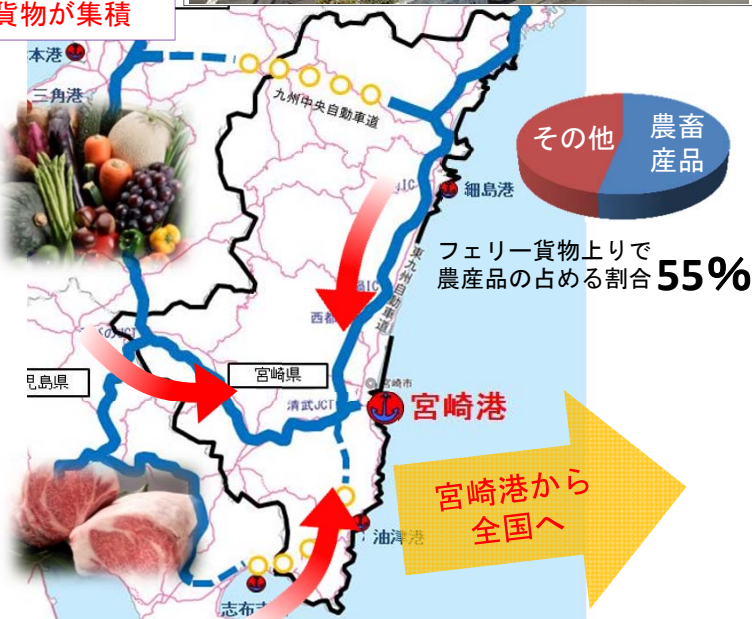 貨物が集積
本港
三角港
九州中央自動車道
その他
農畜
産品
細島港
フェリー貨物上りで
農産品の占める割合 55%
東九州自動車道
西都
宮崎県
児島県
宮崎市
清武JCT
宮崎港
宮崎港から
全国へ
油津港
志布志